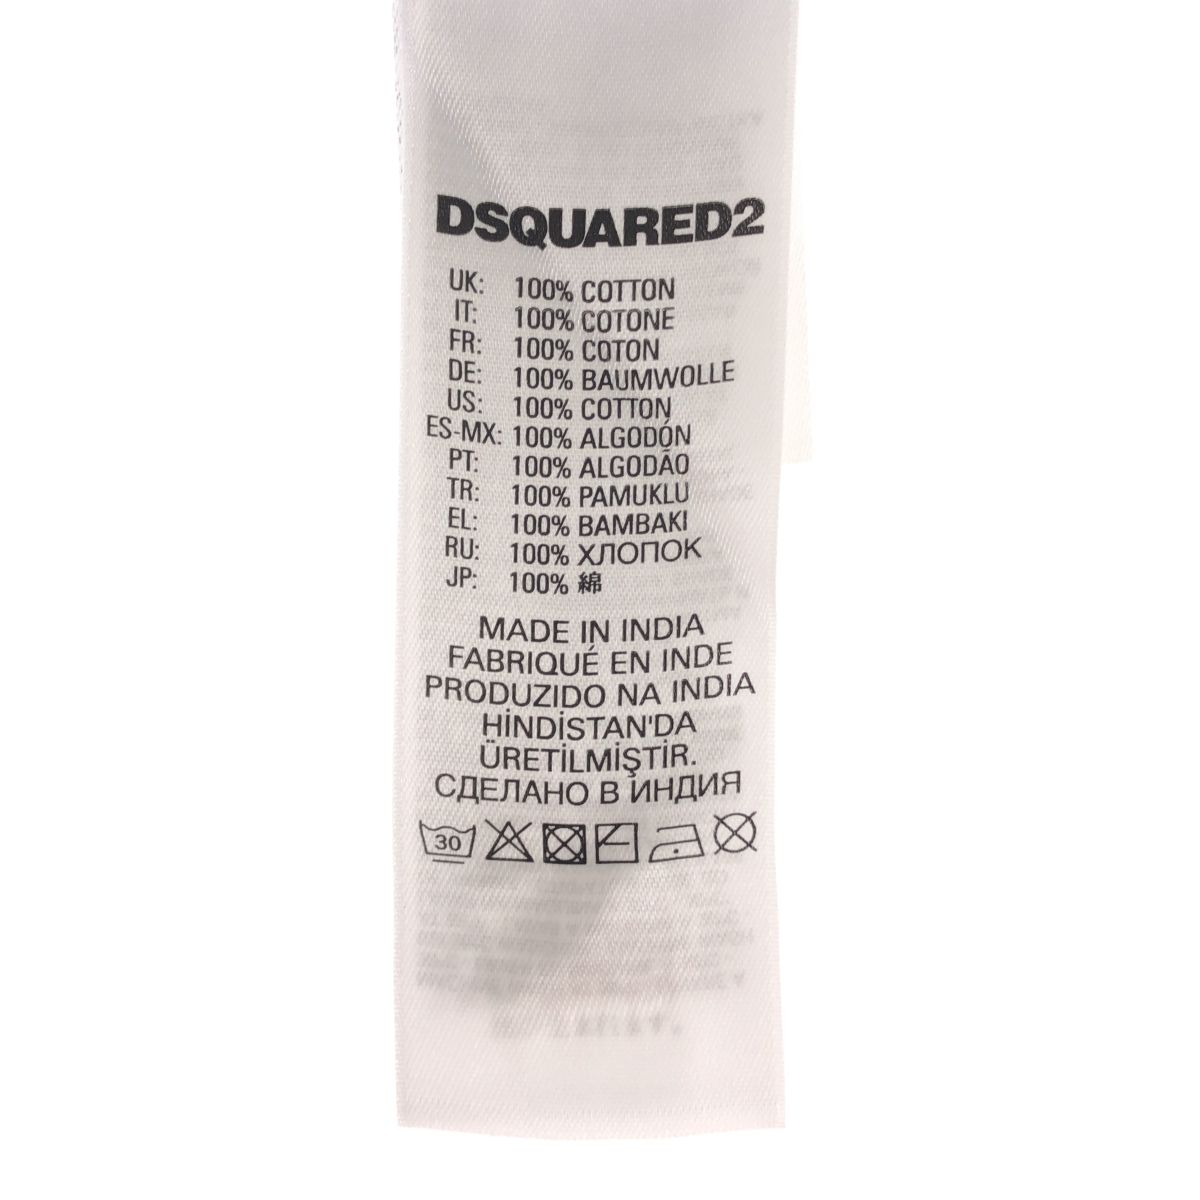 DSQUARED2
UK: 100% COTTON
IT: 100% COTONE
FR: 100% COTON
DE: 100% BAUMWOLLE
US: 100% COTTON
ES-MX: 100% ALGODÓN
PT: 100% ALGODÃO
TR: 100% PAMUKLU
EL: 100% BAMBAKI
RU: 100% ХЛОПОК
JP: 100% 綿
MADE IN INDIA
FABRIQUÉ EN INDE
PRODUZIDO NA INDIA
HİNDİSTAN'DA
ÜRETİLMİŞTİR.
СДЕЛАНО В ИНДИЯ
30